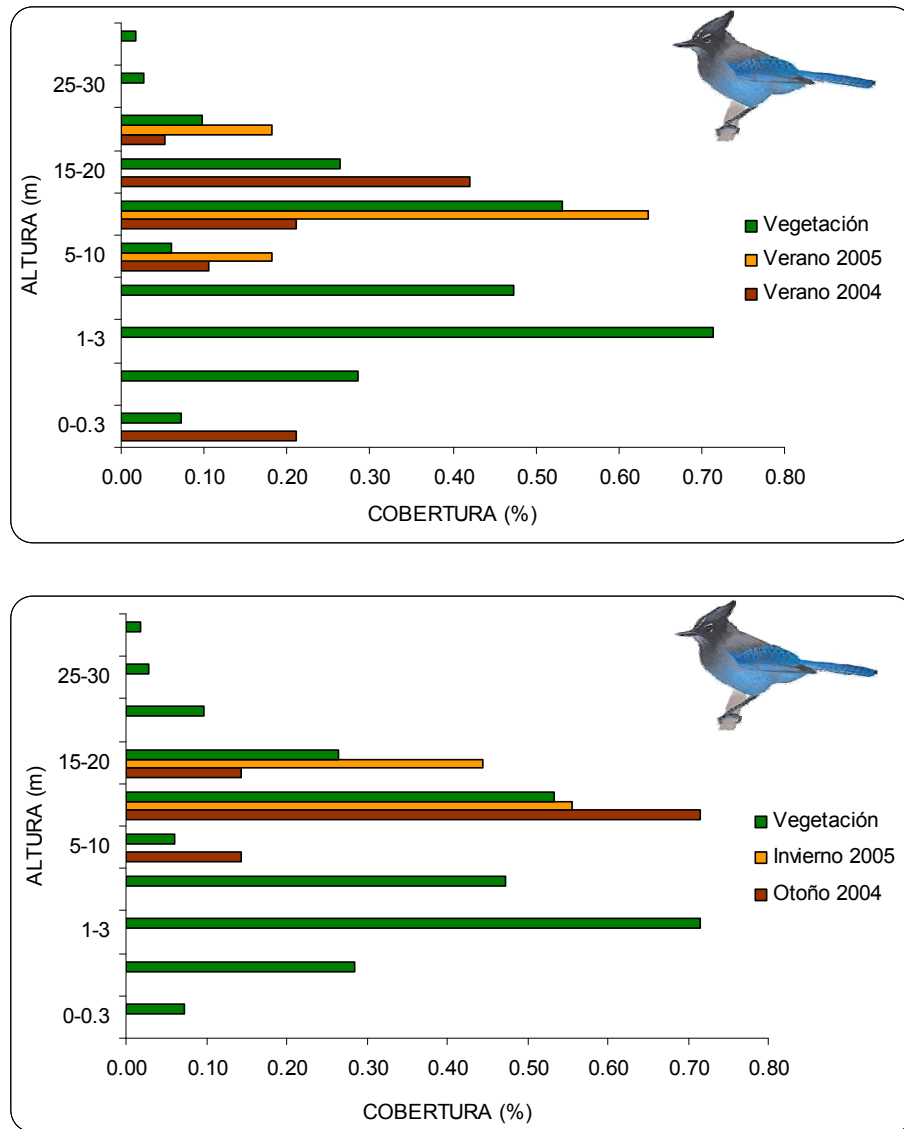 25-30
15-20
5-10
1-3
0-0.3
ALTURA (m)
Vegetación
Verano 2005
Verano 2004
0.00 0.10 0.20 0.30 0.40 0.50 0.60 0.70 0.80
COBERTURA (%)
25-30
15-20
5-10
1-3
0-0.3
ALTURA (m)
Vegetación
Invierno 2005
Otoño 2004
0.00 0.10 0.20 0.30 0.40 0.50 0.60 0.70 0.80
COBERTURA (%)